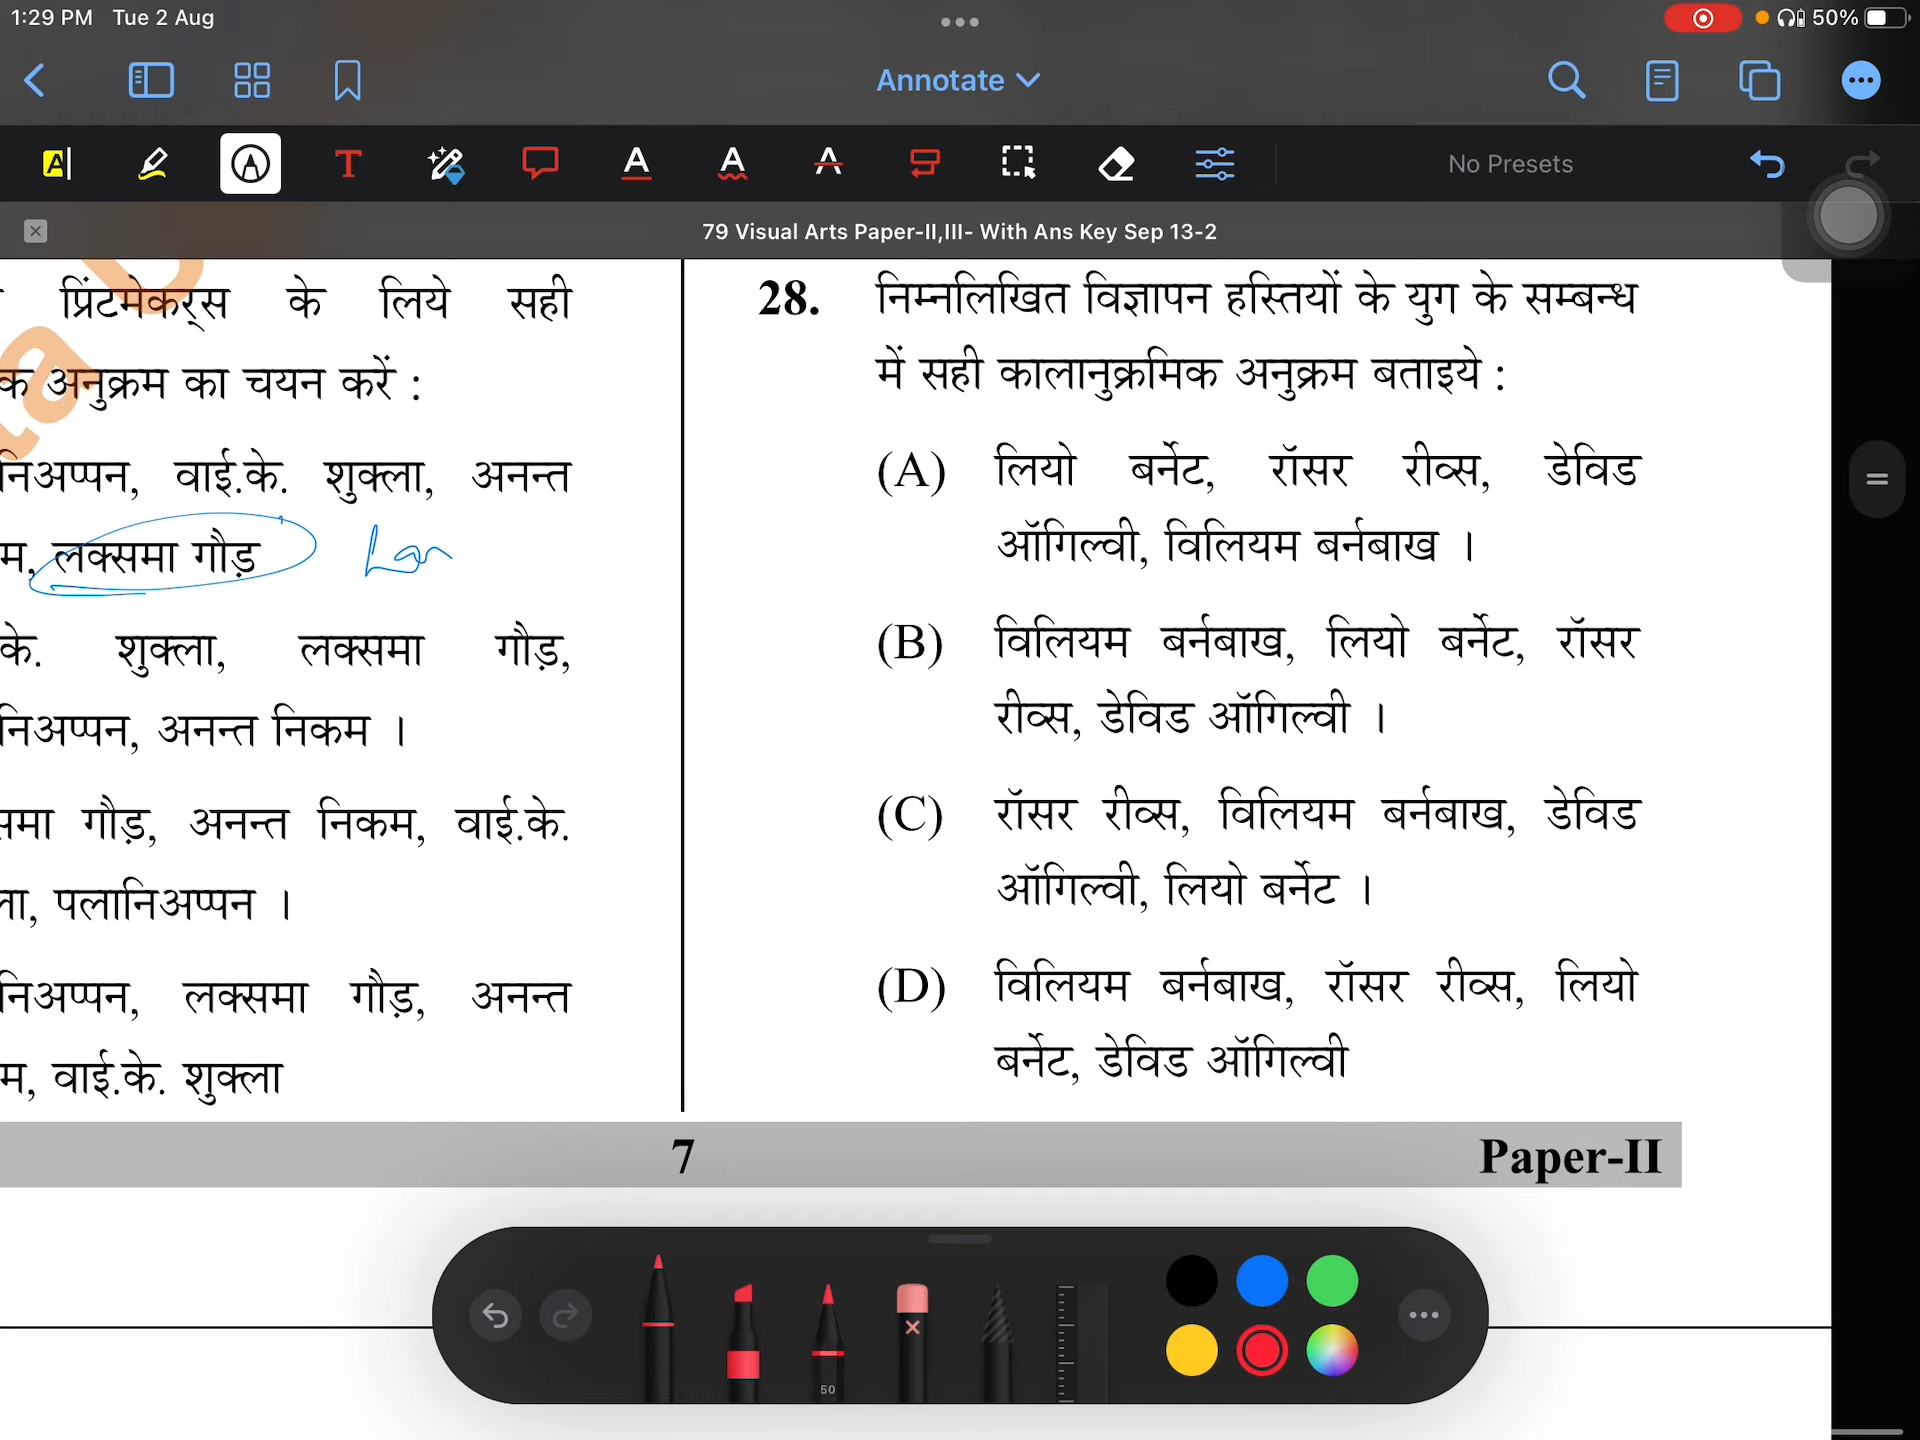 1:29 PM Tue 2 Aug
50%
Annotate
No Presets
79 Visual Arts Paper-II,III- With Ans Key Sep 13-2
प्रिंटमेकर्स के लिये सही
क अनुक्रम का चयन करें :
निअप्पन, वाई.के. शुक्ला, अनन्त
म, लक्समा गौड़
के. शुक्ला, लक्समा गौड़,
निअप्पन, अनन्त निकम ।
समा गौड़, अनन्त निकम, वाई.के.
ला, पलानिअप्पन ।
निअप्पन, लक्समा गौड़, अनन्त
म, वाई.के. शुक्ला
28. निम्नलिखित विज्ञापन हस्तियों के युग के सम्बन्ध
में सही कालानुक्रमिक अनुक्रम बताइये :
(A) लियो बर्नेट, रॉसर रीव्स, डेविड
ऑगिल्वी, विलियम बर्नबाख ।
(B) विलियम बर्नबाख, लियो बर्नेट, रॉसर
रीव्स, डेविड ऑगिल्वी ।
(C) रॉसर रीव्स, विलियम बर्नबाख, डेविड
ऑगिल्वी, लियो बर्नेट ।
(D) विलियम बर्नबाख, रॉसर रीव्स, लियो
बर्नेट, डेविड ऑगिल्वी
7 Paper-II
50